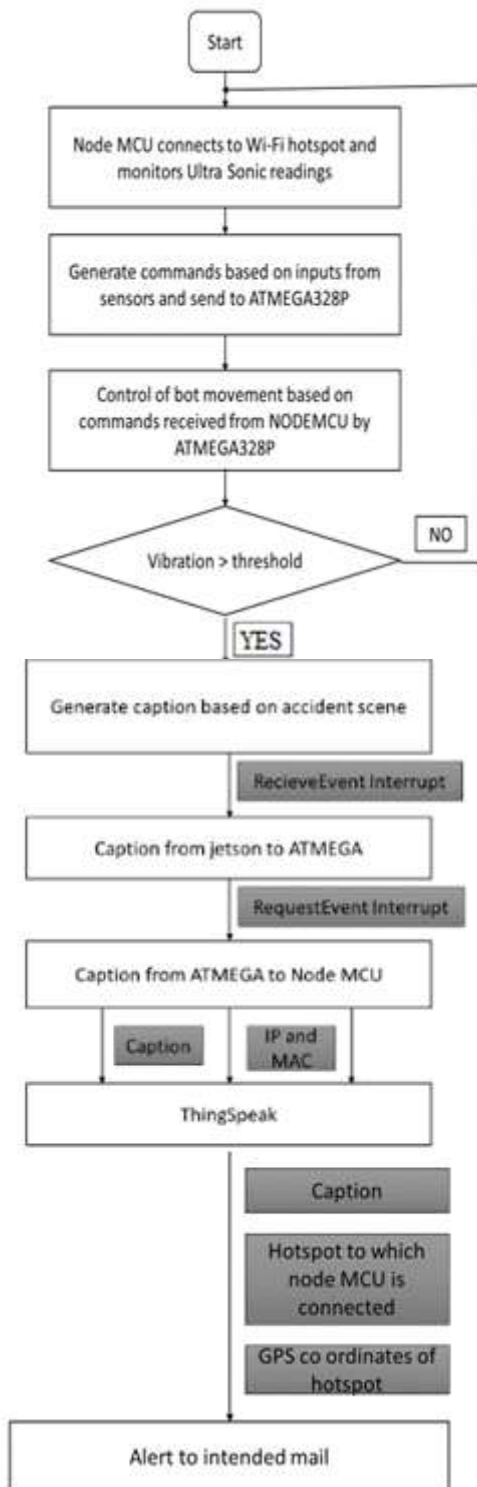 Start
Node MCU connects to Wi-Fi hotspot and
monitors Ultra Sonic readings
Generate commands based on inputs from
sensors and send to ATMEGA328P
Control of bot movement based on
commands received from NODEMCU by
ATMEGA328P
Vibration > threshold
NO
YES
Generate caption based on accident scene
RecieveEvent Interrupt
Caption from jetson to ATMEGA
RequestEvent Interrupt
Caption from ATMEGA to Node MCU
Caption
IP and
MAC
ThingSpeak
Caption
Hotspot to which
node MCU is
connected
GPS co ordinates of
hotspot
Alert to intended mail